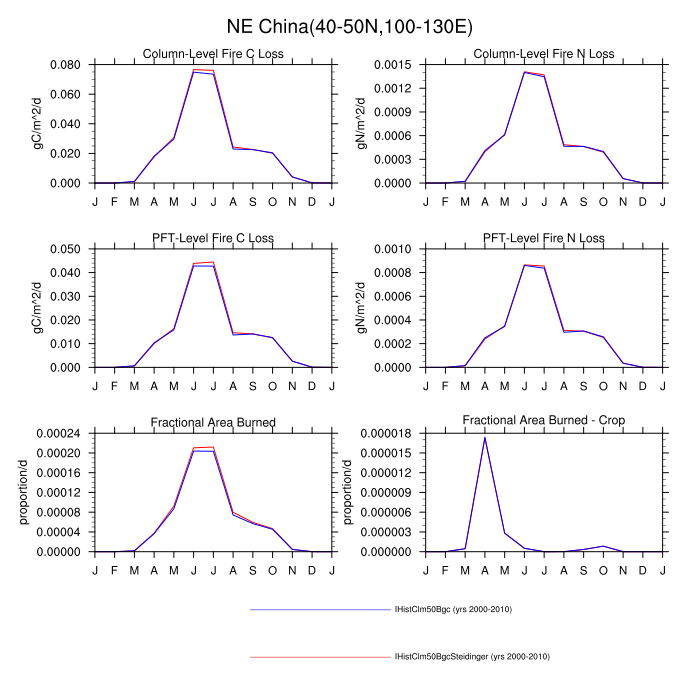 NE China(40-50N,100-130E)
Column-Level Fire C Loss
gC/m^2/d
0.080
0.060
0.040
0.020
0.000
J F M A M J J A S O N D J
Column-Level Fire N Loss
gN/m^2/d
0.0015
0.0012
0.0009
0.0006
0.0003
0.0000
J F M A M J J A S O N D J
PFT-Level Fire C Loss
gC/m^2/d
0.050
0.040
0.030
0.020
0.010
0.000
J F M A M J J A S O N D J
PFT-Level Fire N Loss
gN/m^2/d
0.0010
0.0008
0.0006
0.0004
0.0002
0.0000
J F M A M J J A S O N D J
Fractional Area Burned
proportion/d
0.00024
0.00020
0.00016
0.00012
0.00008
0.00004
0.00000
J F M A M J J A S O N D J
Fractional Area Burned - Crop
proportion/d
0.000018
0.000015
0.000012
0.000009
0.000006
0.000003
0.000000
J F M A M J J A S O N D J
IHistClm50Bgc (yrs 2000-2010)
IHistClm50BgcSteidinger (yrs 2000-2010)